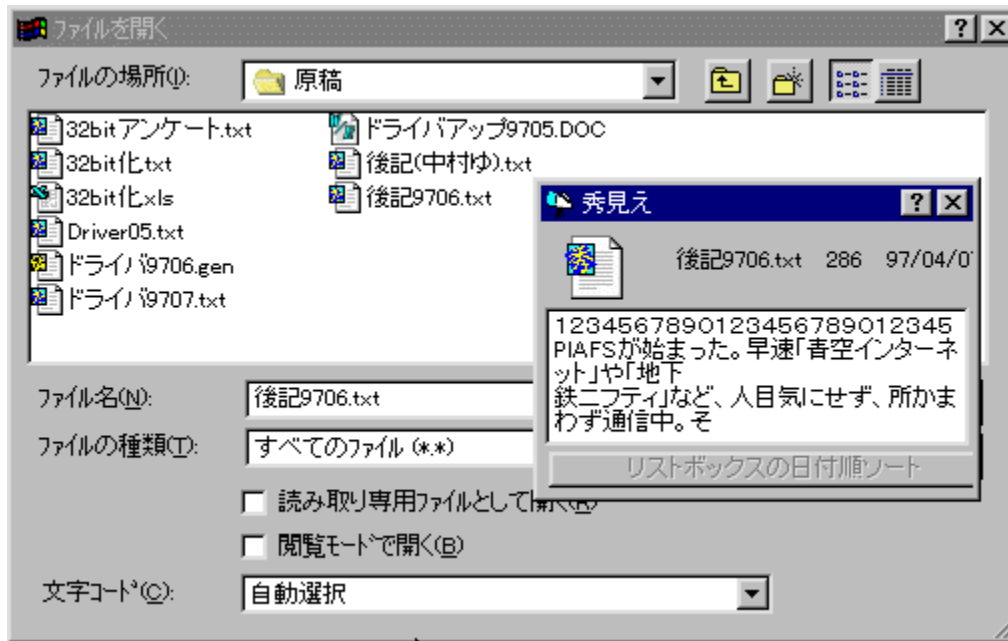 ファイルを開く
ファイルの場所(I):
原稿
32bitアンケート.txt
32bit化.txt
32bit化.xls
Driver05.txt
ドライバ9706.gen
ドライバ9707.txt
ドライバアップ9705.DOC
後記(中村ゆ).txt
後記9706.txt
秀見え
後記9706.txt 286 97/04/0
1234567890123456789012345
PIAFSが始まった。早速「青空インターネ
ット」や「地下
鉄ニフティ」など、人目気にせず、所かま
わず通信中。そ
リストボックスの日付順ソート
ファイル名(N):
後記9706.txt
ファイルの種類(T):
すべてのファイル (*.*)
読み取り専用ファイルとして開く(R)
閲覧モードで開く(B)
文字コード(C):
自動選択